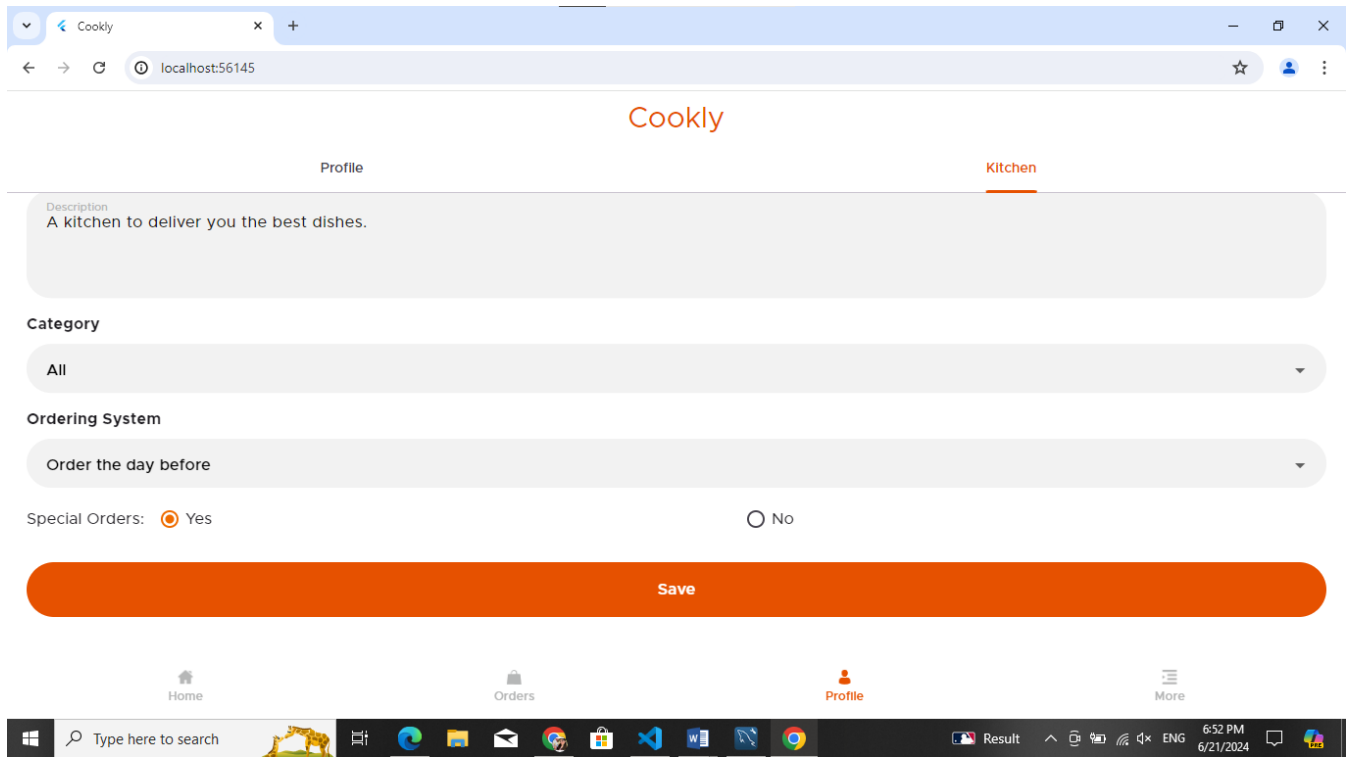 Cookly
localhost:56145
Cookly
Profile Kitchen
Description
A kitchen to deliver you the best dishes.
Category
All
Ordering System
Order the day before
Special Orders: Yes No
Save
Home Orders Profile More
Type here to search Result ENG 6:52 PM
6/21/2024
PRE